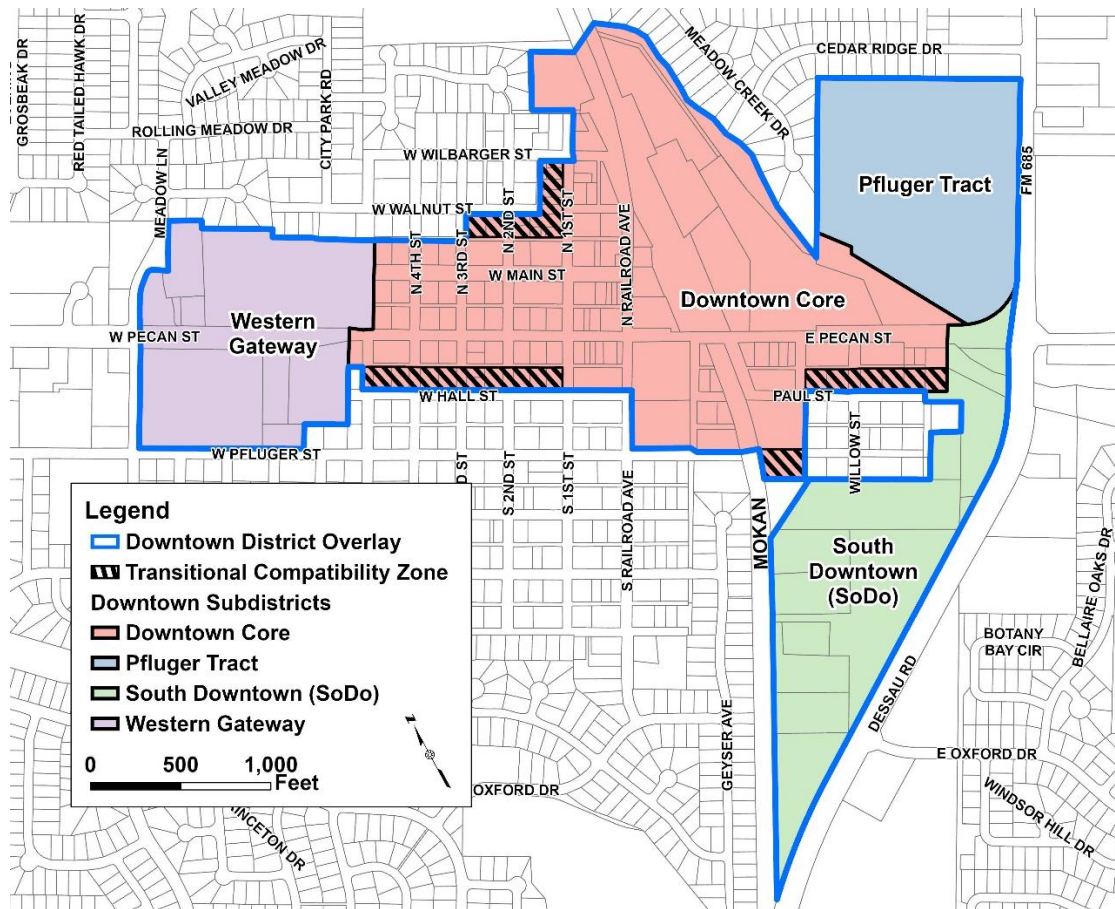 GROSBEAK DR
RED TAILED HAWK DR
VALLEY MEADOW DR
CITY PARK RD
ROLLING MEADOW DR
MEADOW LN
W WILBARGER ST
W WALNUT ST
N 4TH ST
N 3RD ST
N 2ND ST
N 1ST ST
W MAIN ST
N RAILROAD AVE
MEADOW CREEK DR
CEDAR RIDGE DR
FM 685
Pfluger Tract
Downtown Core
Western
Gateway
W PECAN ST
E PECAN ST
W HALL ST
PAUL ST
WILLOW ST
W PFLUGER ST
D ST
S 2ND ST
S 1ST ST
S RAILROAD AVE
MOKAN
GEYSER AVE
South
Downtown
(SoDo)
DESSAU RD
BELLAIRE OAKS DR
BOTANY
BAY CIR
E OXFORD DR
WINDSOR HILL DR
OXFORD DR
INCETON DR
Legend
Downtown District Overlay
Transitional Compatibility Zone
Downtown Subdistricts
Downtown Core
Pfluger Tract
South Downtown (SoDo)
Western Gateway
0 500 1,000
Feet
Z